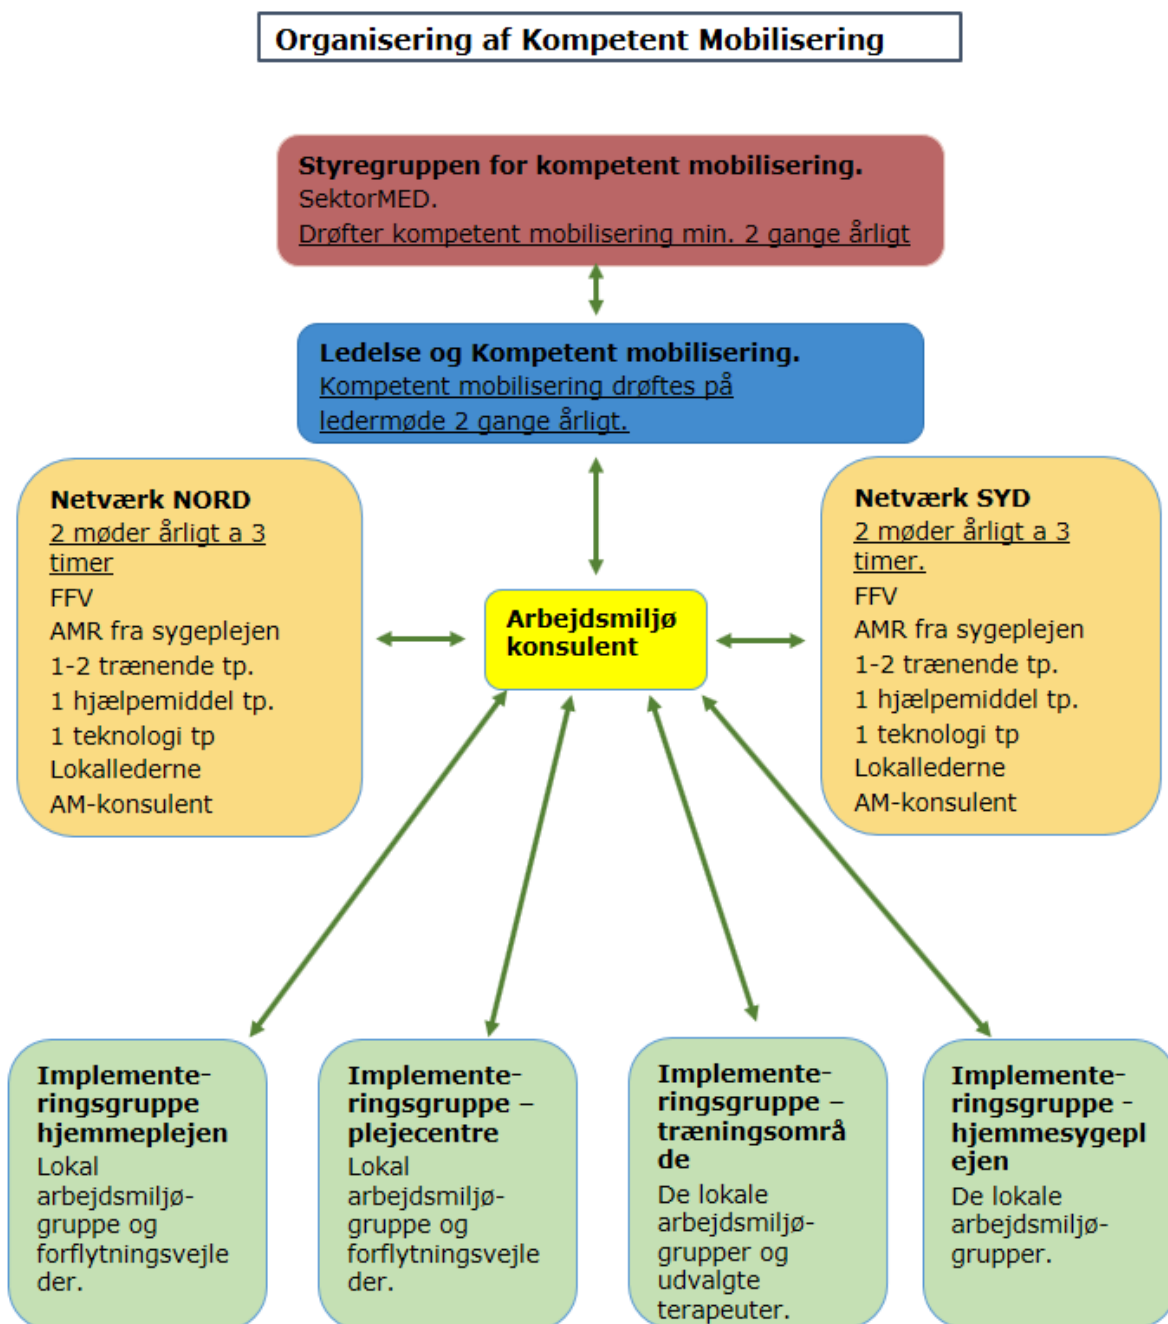 Organisering af Kompetent Mobilisering
Styregruppen for kompetent mobilisering.
SektorMED.
Drøfter kompetent mobilisering min. 2 gange årligt
Ledelse og Kompetent mobilisering.
Kompetent mobilisering drøftes på
ledermøde 2 gange årligt.
Netværk NORD
2 møder årligt a 3
timer
FFV
AMR fra sygeplejen
1-2 trænende tp.
1 hjælpemiddel tp.
1 teknologi tp
Lokallederne
AM-konsulent
Arbejdsmiljø
konsulent
Netværk SYD
2 møder årligt a 3
timer.
FFV
AMR fra sygeplejen
1-2 trænende tp.
1 hjælpemiddel tp.
1 teknologi tp
Lokallederne
AM-konsulent
Implemente-
ringsgruppe
hjemmeplejen
Lokal
arbejdsmiljø-
gruppe og
forflytningsvejle
der.
Implemente-
ringsgruppe –
plejecentre
Lokal
arbejdsmiljø-
gruppe og
forflytningsvejle
der.
Implemente-
ringsgruppe –
træningsområ
de
De lokale
arbejdsmiljø-
grupper og
udvalgte
terapeuter.
Implemente-
ringsgruppe -
hjemmesygepl
ejen
De lokale
arbejdsmiljø-
grupper.